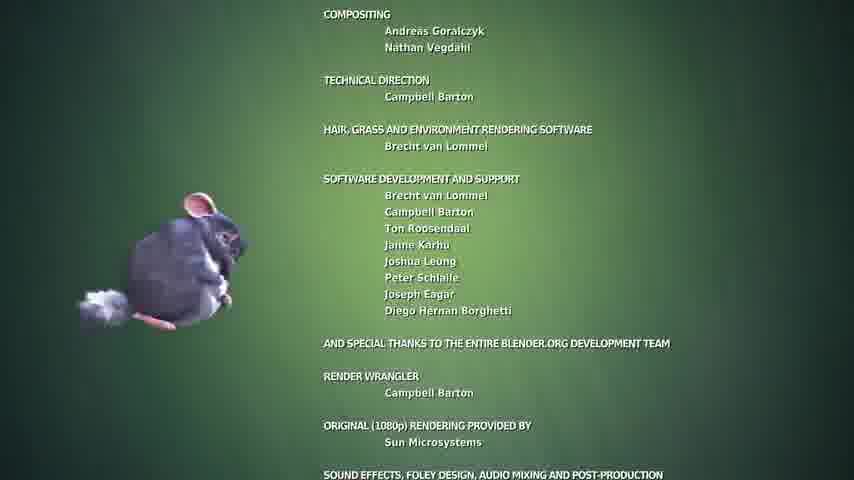 COMPOSITING
Andreas Goralczyk
Nathan Vegdahl
TECHNICAL DIRECTION
Campbell Barton
HAIR, GRASS AND ENVIRONMENT RENDERING SOFTWARE
Brecht van Lommel
SOFTWARE DEVELOPMENT AND SUPPORT
Brecht van Lommel
Campbell Barton
Ton Roosendaal
Janne Karhu
Joshua Leung
Peter Schlaile
Joseph Eagar
Diego Hernan Borghetti
AND SPECIAL THANKS TO THE ENTIRE BLENDER.ORG DEVELOPMENT TEAM
RENDER WRANGLER
Campbell Barton
ORIGINAL (1080p) RENDERING PROVIDED BY
Sun Microsystems
SOUND EFFECTS, FOLEY DESIGN, AUDIO MIXING AND POST-PRODUCTION